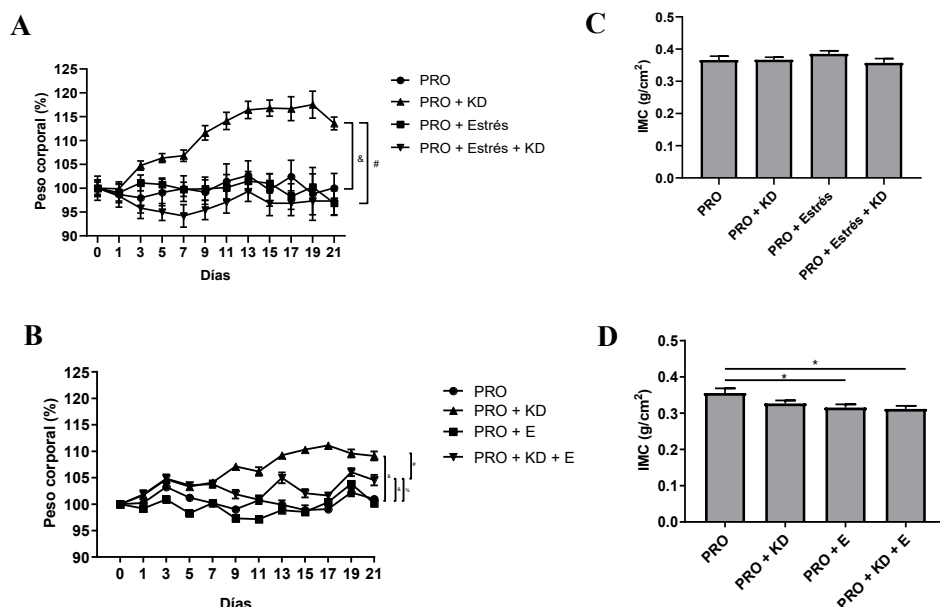 A
Peso corporal (%)
125
120
115
110
105
100
95
90
0 1 3 5 7 9 11 13 15 17 19 21
Días
PRO
PRO + KD
PRO + Estrés
PRO + Estrés + KD
&
#
C
IMC (g/cm²)
0.5
0.4
0.3
0.2
0.1
0.0
PRO
PRO + KD
PRO + Estrés
PRO + Estrés + KD
B
Peso corporal (%)
125
120
115
110
105
100
95
90
0 1 3 5 7 9 11 13 15 17 19 21
Días
PRO
PRO + KD
PRO + E
PRO + KD + E
&
#
D
IMC (g/cm²)
0.5
0.4
0.3
0.2
0.1
0.0
*
*
PRO
PRO + KD
PRO + E
PRO + KD + E